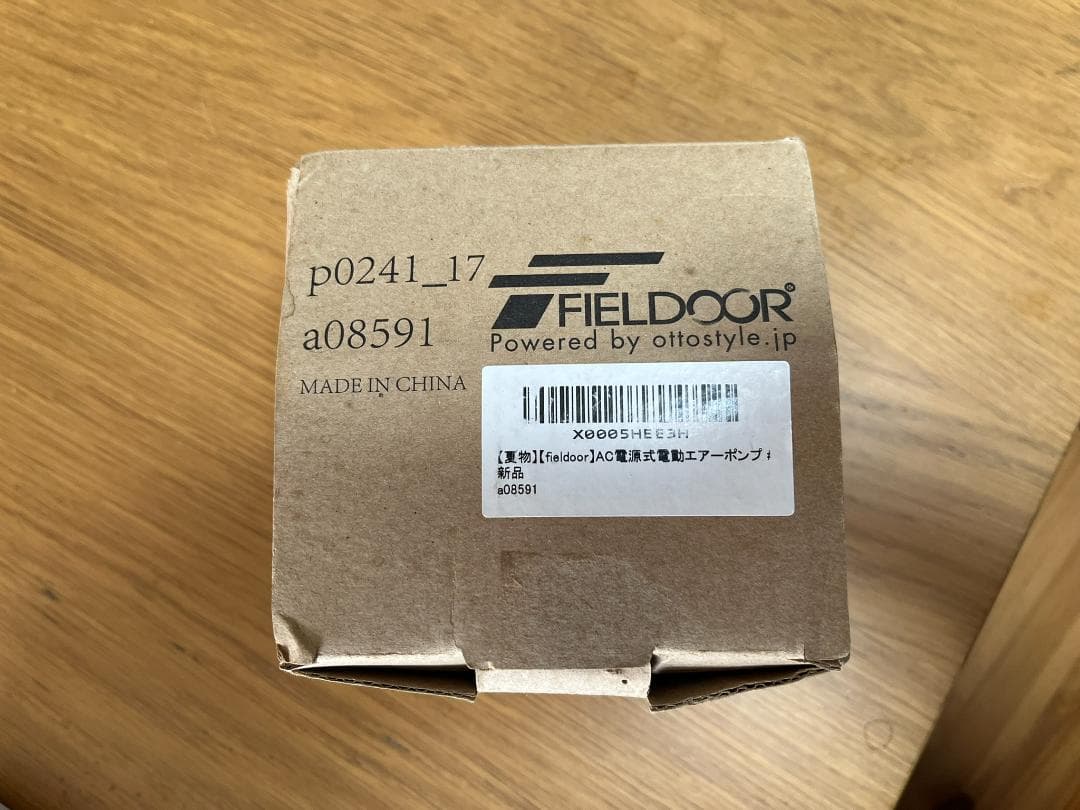 p0241_17
a08591
MADE IN CHINA
FIELDOOR®
Powered by ottostyle.jp
X0005HEE3H
【夏物】【fieldoor】AC電源式電動エアーポンプ
新品
a08591